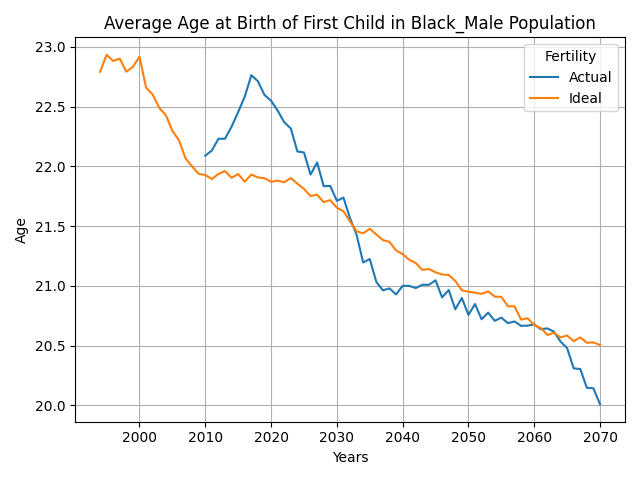 Average Age at Birth of First Child in Black_Male Population
Fertility
Actual
Ideal
Age
23.0
22.5
22.0
21.5
21.0
20.5
20.0
2000 2010 2020 2030 2040 2050 2060 2070
Years